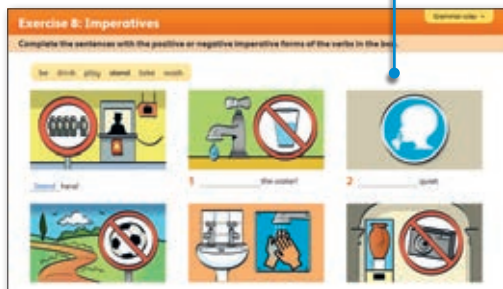 Exercise 8: Imperatives
Grammar rules
Complete the sentences with the positive or negative imperative forms of the verbs in the box.
be drink play stand take wash
Stand here!
1 the water!
2 quiet